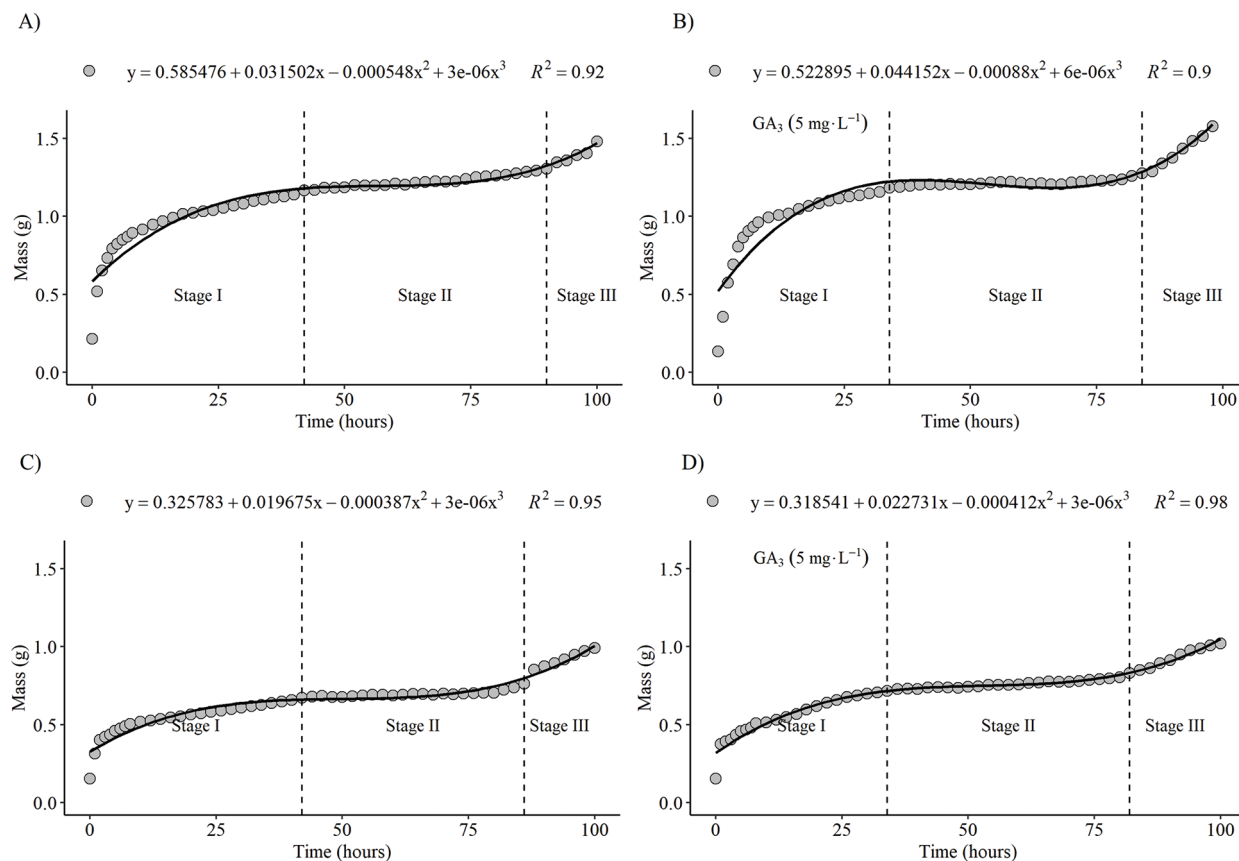 A)
y = 0.585476 + 0.031502x − 0.000548x² + 3e-06x³ R² = 0.92
Mass (g)
1.5
1.0
0.5
0.0
Stage I
Stage II
Stage III
0
25
50
75
100
Time (hours)
B)
y = 0.522895 + 0.044152x − 0.00088x² + 6e-06x³ R² = 0.9
GA₃ (5 mg·L⁻¹)
Mass (g)
1.5
1.0
0.5
0.0
Stage I
Stage II
Stage III
0
25
50
75
100
Time (hours)
C)
y = 0.325783 + 0.019675x − 0.000387x² + 3e-06x³ R² = 0.95
Mass (g)
1.5
1.0
0.5
0.0
Stage I
Stage II
Stage III
0
25
50
75
100
Time (hours)
D)
y = 0.318541 + 0.022731x − 0.000412x² + 3e-06x³ R² = 0.98
GA₃ (5 mg·L⁻¹)
Mass (g)
1.5
1.0
0.5
0.0
Stage I
Stage II
Stage III
0
25
50
75
100
Time (hours)